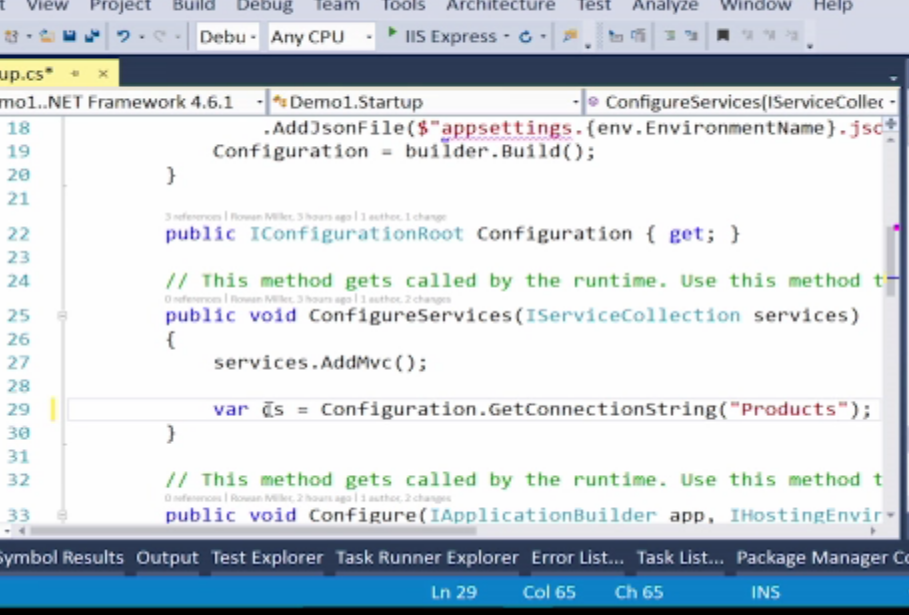 View Project Build Debug Team Tools Architecture Test Analyze Window Help
Debu Any CPU IIS Express
up.cs*
mo1..NET Framework 4.6.1 Demo1.Startup ConfigureServices(IServiceCollec
18 .AddJsonFile($"appsettings.{env.EnvironmentName}.jsc
19 Configuration = builder.Build();
20 }
21
3 references | Rowan Miller, 3 hours ago | 1 author, 1 change
22 public IConfigurationRoot Configuration { get; }
23
24 // This method gets called by the runtime. Use this method t
0 references | Rowan Miller, 3 hours ago | 1 author, 2 changes
25 public void ConfigureServices(IServiceCollection services)
26 {
27 services.AddMvc();
28
29 var cs = Configuration.GetConnectionString("Products");
30 }
31
32 // This method gets called by the runtime. Use this method t
0 references | Rowan Miller, 2 hours ago | 1 author, 2 changes
33 public void Configure(IApplicationBuilder app, IHostingEnvir
Symbol Results Output Test Explorer Task Runner Explorer Error List... Task List... Package Manager Co
Ln 29 Col 65 Ch 65 INS